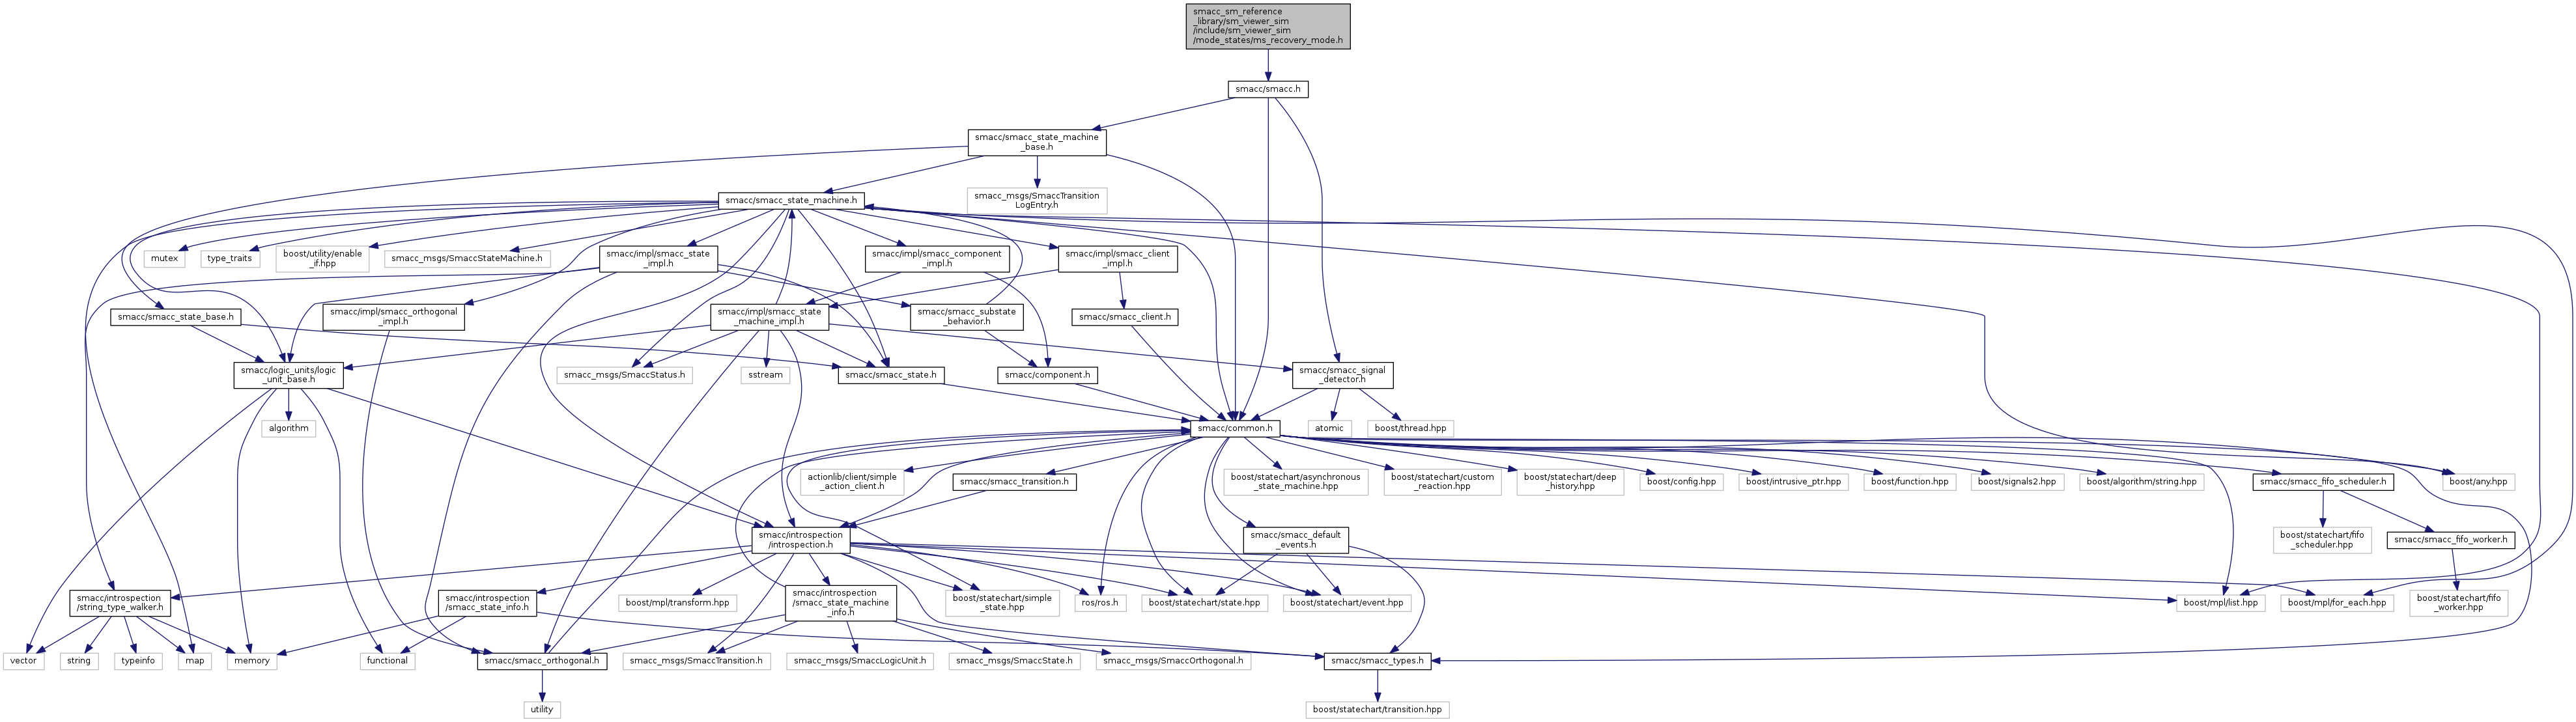 smacc_sm_reference
_library/sm_viewer_sim
/include/sm_viewer_sim
/mode_states/ms_recovery_mode.h
smacc/smacc.h
smacc/smacc_state_machine
_base.h
smacc/smacc_state_machine.h
smacc_msgs/SmaccTransition
LogEntry.h
mutex
type_traits
boost/utility/enable
_if.hpp
smacc_msgs/SmaccStateMachine.h
smacc/impl/smacc_state
_impl.h
smacc/impl/smacc_component
_impl.h
smacc/impl/smacc_client
_impl.h
smacc/smacc_state_base.h
smacc/impl/smacc_orthogonal
_impl.h
smacc/impl/smacc_state
_machine_impl.h
smacc/smacc_substate
_behavior.h
smacc/smacc_client.h
smacc/logic_units/logic
_unit_base.h
smacc_msgs/SmaccStatus.h
sstream
smacc/smacc_state.h
smacc/component.h
smacc/smacc_signal
_detector.h
algorithm
smacc/common.h
atomic
boost/thread.hpp
actionlib/client/simple
_action_client.h
smacc/smacc_transition.h
boost/statechart/asynchronous
_state_machine.hpp
boost/statechart/custom
_reaction.hpp
boost/statechart/deep
_history.hpp
boost/config.hpp
boost/intrusive_ptr.hpp
boost/function.hpp
boost/signals2.hpp
boost/algorithm/string.hpp
smacc/smacc_fifo_scheduler.h
boost/any.hpp
smacc/introspection
/introspection.h
smacc/smacc_default
_events.h
boost/statechart/fifo
_scheduler.hpp
smacc/smacc_fifo_worker.h
smacc/introspection
/string_type_walker.h
smacc/introspection
/smacc_state_info.h
boost/mpl/transform.hpp
smacc/introspection
/smacc_state_machine
_info.h
boost/statechart/simple
_state.hpp
ros/ros.h
boost/statechart/state.hpp
boost/statechart/event.hpp
boost/mpl/list.hpp
boost/mpl/for_each.hpp
boost/statechart/fifo
_worker.hpp
vector
string
typeinfo
map
memory
functional
smacc/smacc_orthogonal.h
smacc_msgs/SmaccTransition.h
smacc_msgs/SmaccLogicUnit.h
smacc_msgs/SmaccState.h
smacc_msgs/SmaccOrthogonal.h
smacc/smacc_types.h
utility
boost/statechart/transition.hpp